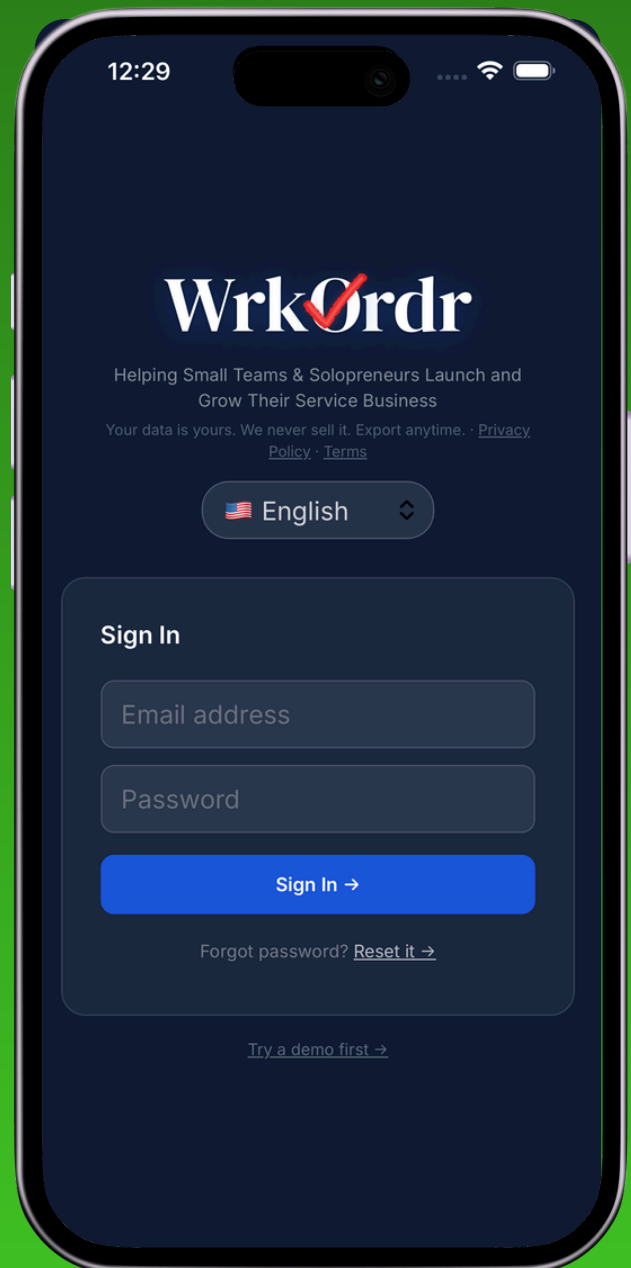 12:29
WrkOrdr
Helping Small Teams & Solopreneurs Launch and
Grow Their Service Business
Your data is yours. We never sell it. Export anytime. · Privacy
Policy · Terms
🇺🇸 English
Sign In
Email address
Password
Sign In →
Forgot password? Reset it →
Try a demo first →